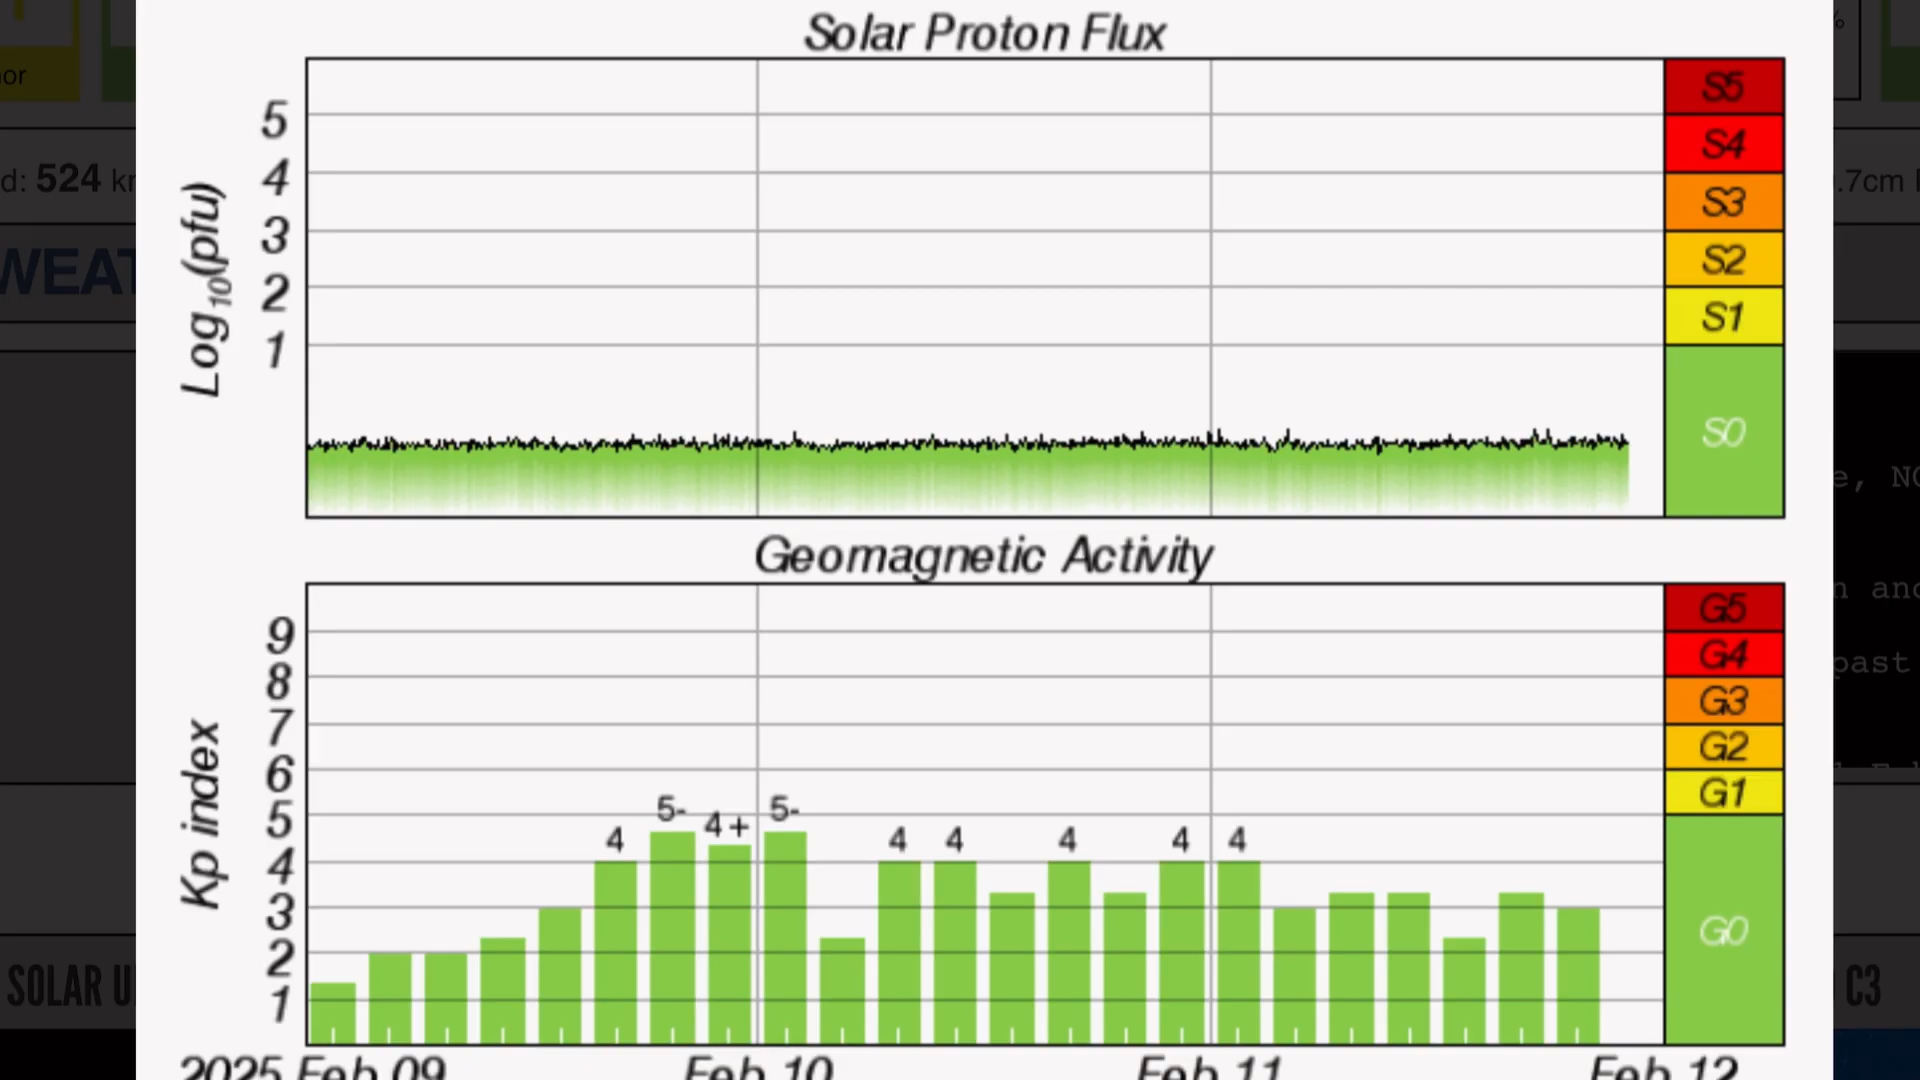 Solar Proton Flux
5
4
3
2
1
Log10(pfu)
S5
S4
S3
S2
S1
S0
Geomagnetic Activity
9
8
7
6
5
4
3
2
1
Kp index
4 5- 4+ 5- 4 4 4 4 4
G5
G4
G3
G2
G1
G0
2025 Feb 09 Feb 10 Feb 11 Feb 12
d: 524
SOLAR
C3
.7cm
past